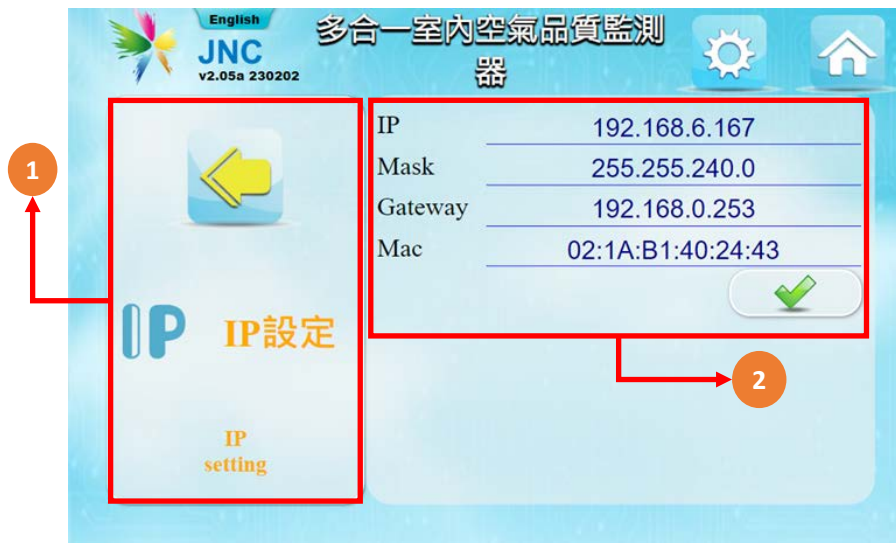 English
JNC
v2.05a 230202
多合一室內空氣品質監測
器
1
IP設定
IP
setting
IP 192.168.6.167
Mask 255.255.240.0
Gateway 192.168.0.253
Mac 02:1A:B1:40:24:43
2
IP